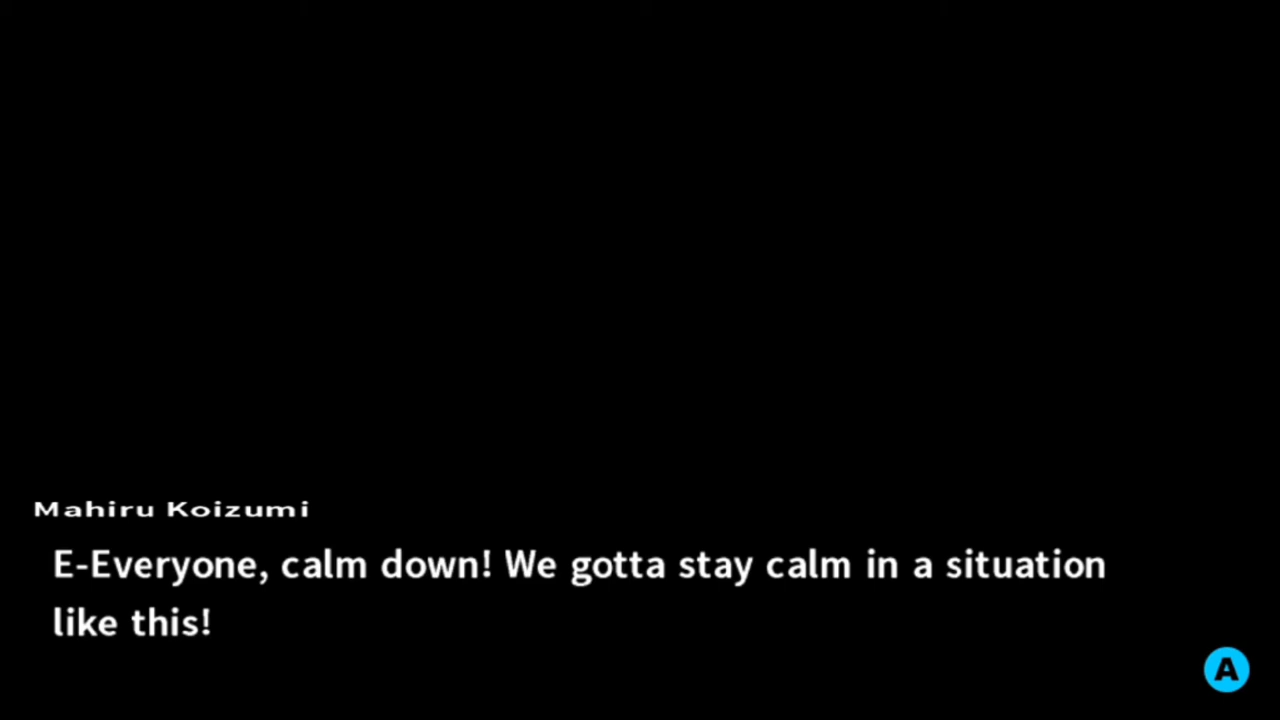 Mahiru Koizumi
E-Everyone, calm down! We gotta stay calm in a situation
like this!
A